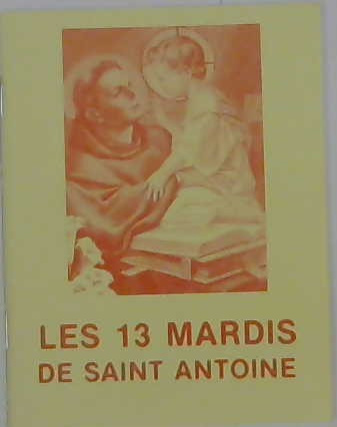 LES 13 MARDIS
DE SAINT ANTOINE